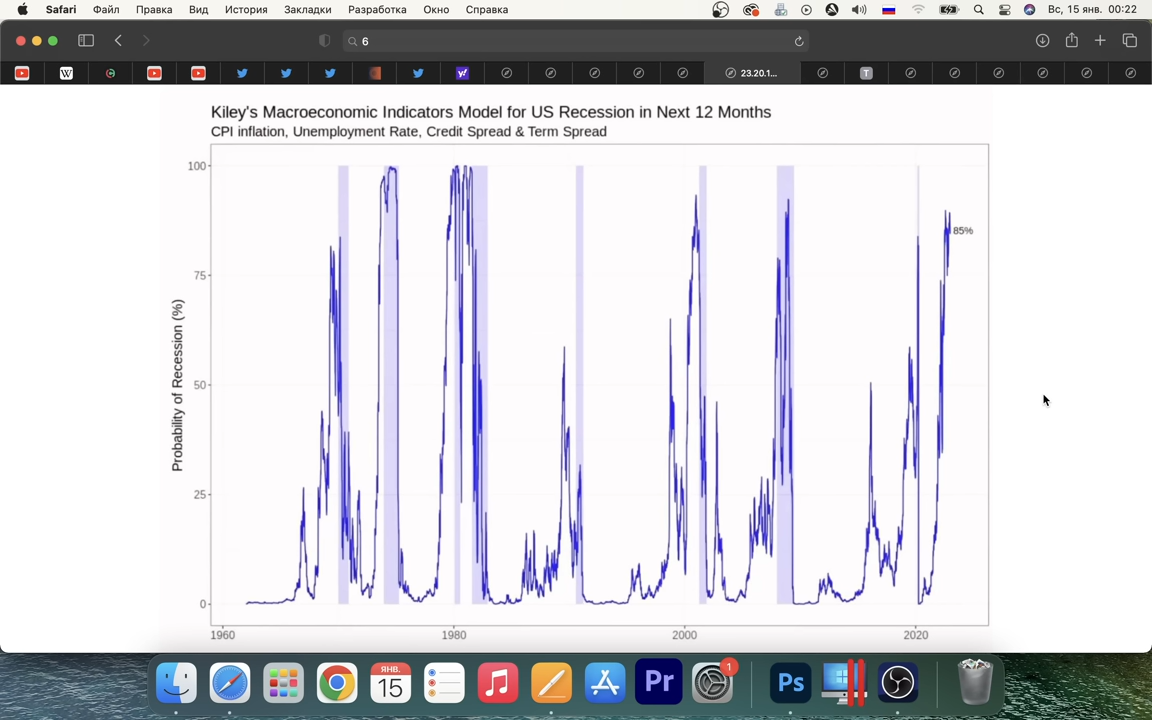 Safari Файл Правка Вид История Закладки Разработка Окно Справка Вс, 15 янв. 00:22
6
W y! 23.20.1... T
Kiley's Macroeconomic Indicators Model for US Recession in Next 12 Months
CPI inflation, Unemployment Rate, Credit Spread & Term Spread
100
85%
75
Probability of Recession (%)
50
25
0
1960 1980 2000 2020
ЯНВ.
15
Pr
1
Ps